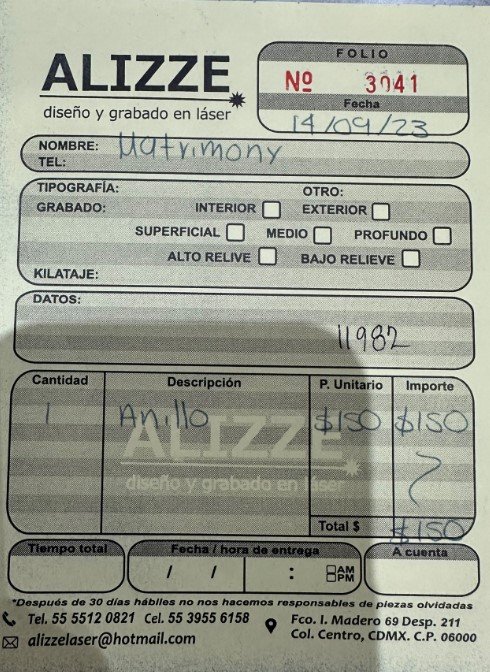 ALIZZE
diseño y grabado en láser
FOLIO
Nº 3041
Fecha
14/09/23
NOMBRE: Matrimony
TEL:
TIPOGRAFÍA: OTRO:
GRABADO: INTERIOR EXTERIOR
SUPERFICIAL MEDIO PROFUNDO
ALTO RELIVE BAJO RELIEVE
KILATAJE:
DATOS:
11982
Cantidad Descripción P. Unitario Importe
1 Anillo $150 $150
ALIZZE
diseño y grabado en láser
Total $ $150
Tiempo total Fecha / hora de entrega A cuenta
/ / : AM
PM
*Después de 30 días hábiles no nos hacemos responsables de piezas olvidadas
Tel. 55 5512 0821 Cel. 55 3955 6158
alizzelaser@hotmail.com
Fco. I. Madero 69 Desp. 211
Col. Centro, CDMX. C.P. 06000